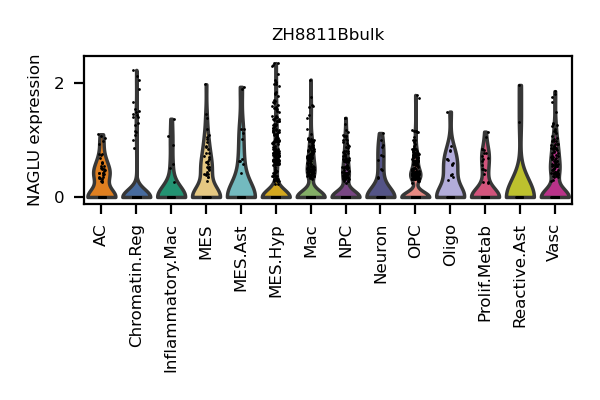 ZH8811Bbulk
NAGLU expression
2
0
AC
Chromatin.Reg
Inflammatory.Mac
MES
MES.Ast
MES.Hyp
Mac
NPC
Neuron
OPC
Oligo
Prolif.Metab
Reactive.Ast
Vasc